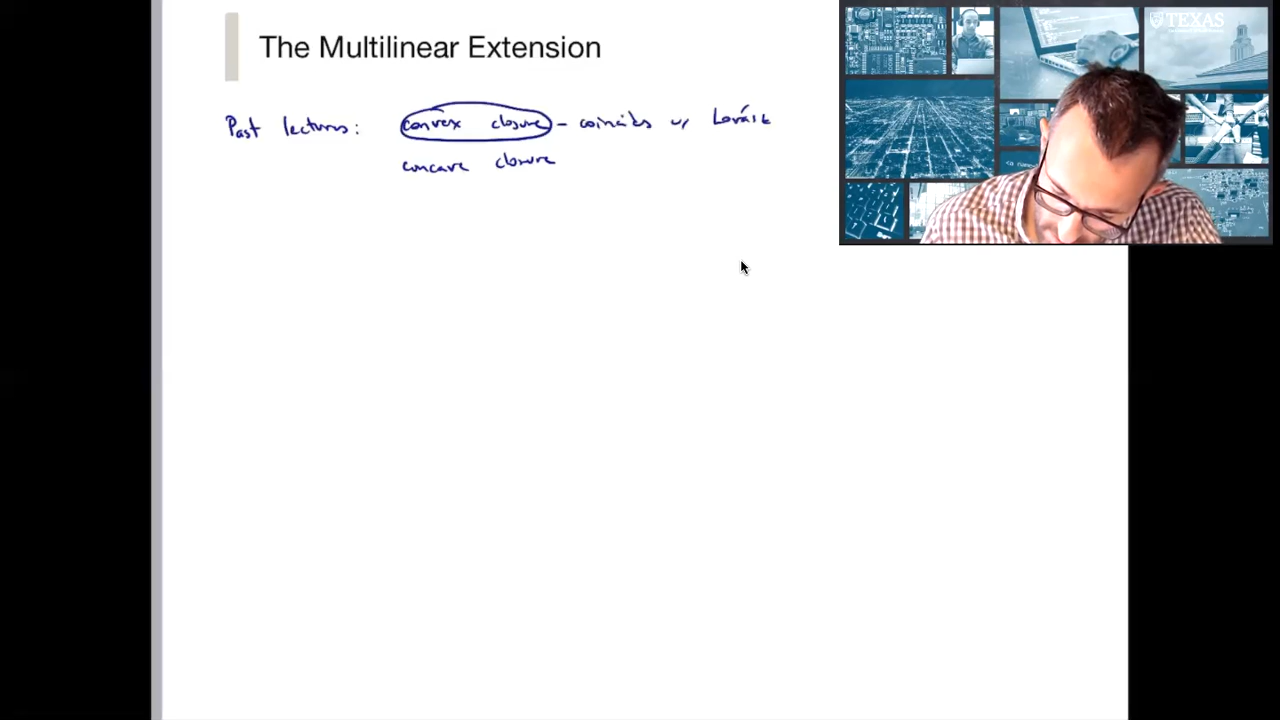 The Multilinear Extension
TEXAS
Past lectures: convex closure - coincides w/ Lovász
concave closure